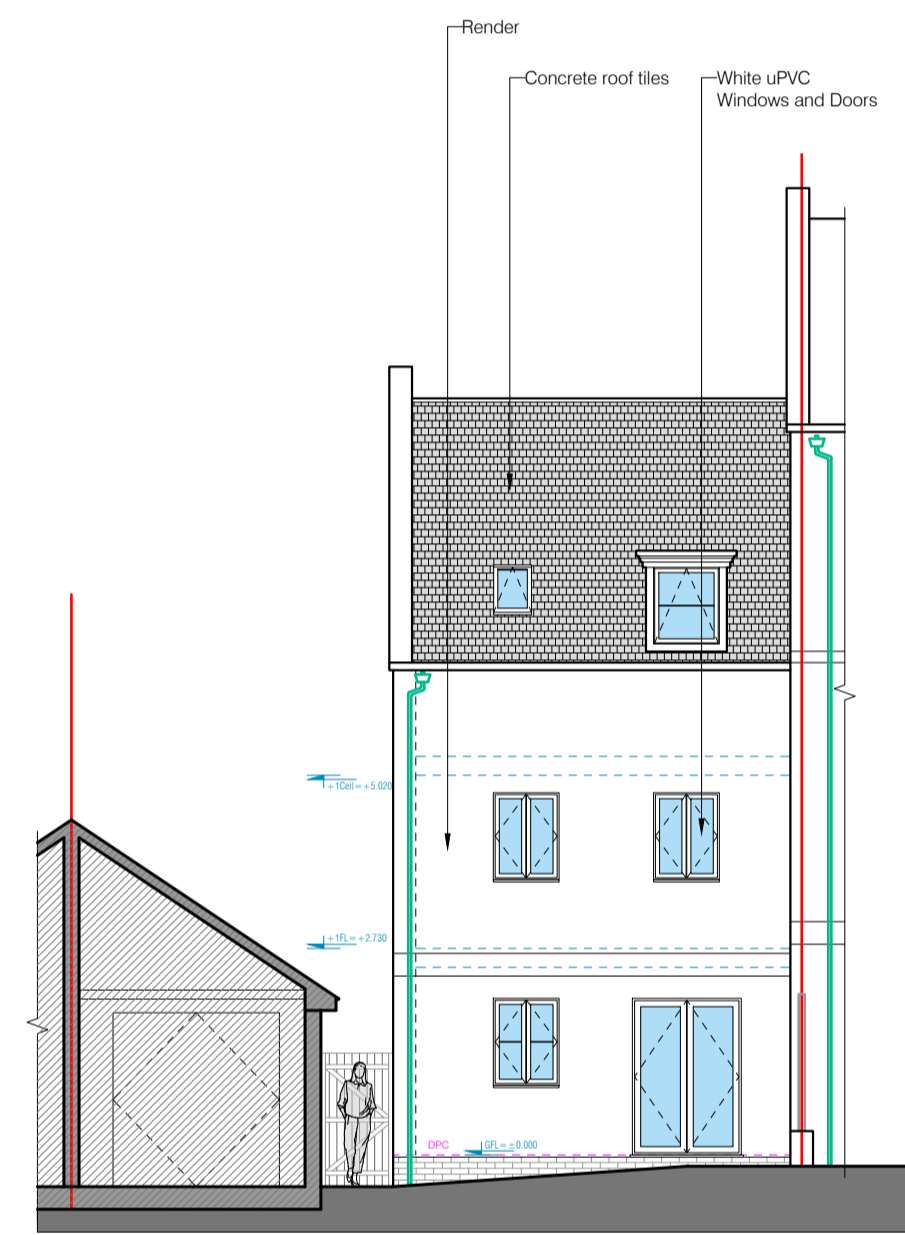 Render
Concrete roof tiles
White uPVC
Windows and Doors
+1Ceil=+5.020
+1FL=+2.730
DPC
GFL=±0.000